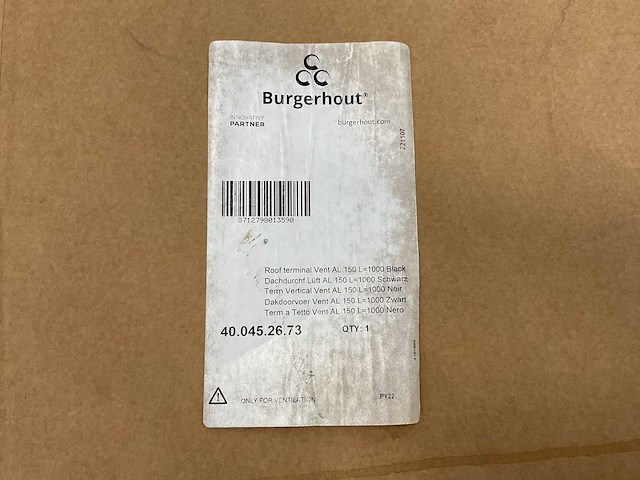 Burgerhout®
INNOVATIVE
PARTNER
burgerhout.com
221107
8712798013590
Roof terminal Vent AL 150 L=1000 Black
Dachdurchf Lüft AL 150 L=1000 Schwarz
Term Vertical Vent AL 150 L=1000 Noir
Dakdoorvoer Vent AL 150 L=1000 Zwart
Term a Tetto Vent AL 150 L=1000 Nero
40.045.26.73 QTY: 1
ONLY FOR VENTILATION PY22